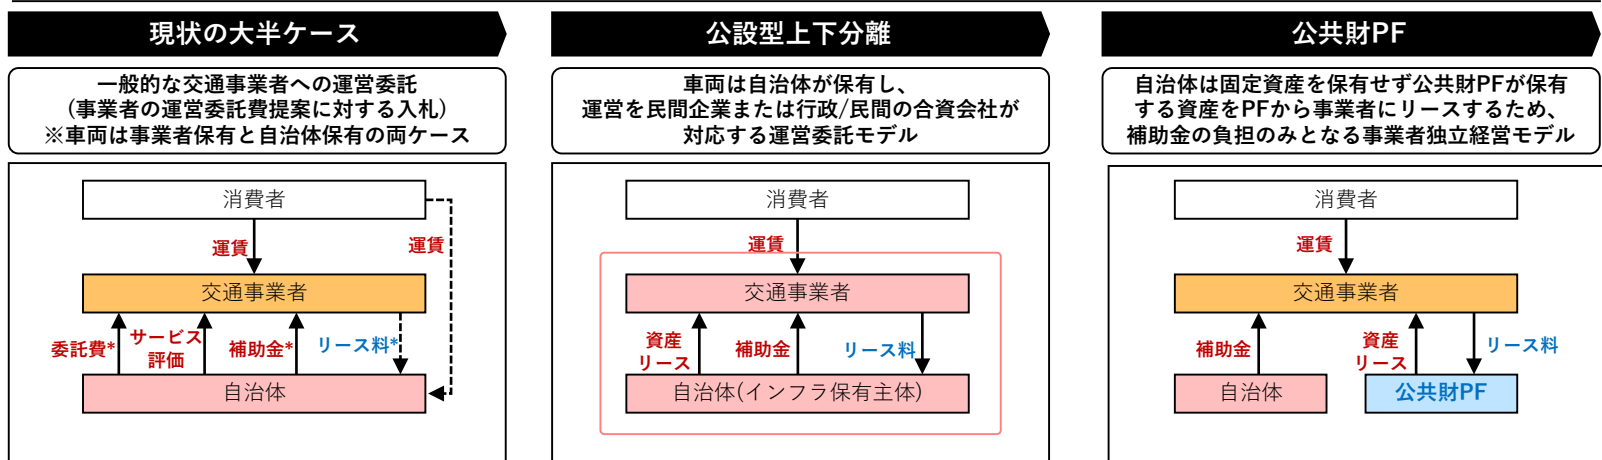 現状の大半ケース
一般的な交通事業者への運営委託
(事業者の運営委託費提案に対する入札)
※車両は事業者保有と自治体保有の両ケース
消費者
運賃
運賃
交通事業者
委託費*
サービス
評価
補助金*
リース料*
自治体
公設型上下分離
車両は自治体が保有し、
運営を民間企業または行政/民間の合資会社が
対応する運営委託モデル
消費者
運賃
交通事業者
資産
リース
補助金
リース料
自治体(インフラ保有主体)
公共財PF
自治体は固定資産を保有せず公共財PFが保有
する資産をPFから事業者にリースするため、
補助金の負担のみとなる事業者独立経営モデル
消費者
運賃
交通事業者
補助金
資産
リース
リース料
自治体
公共財PF